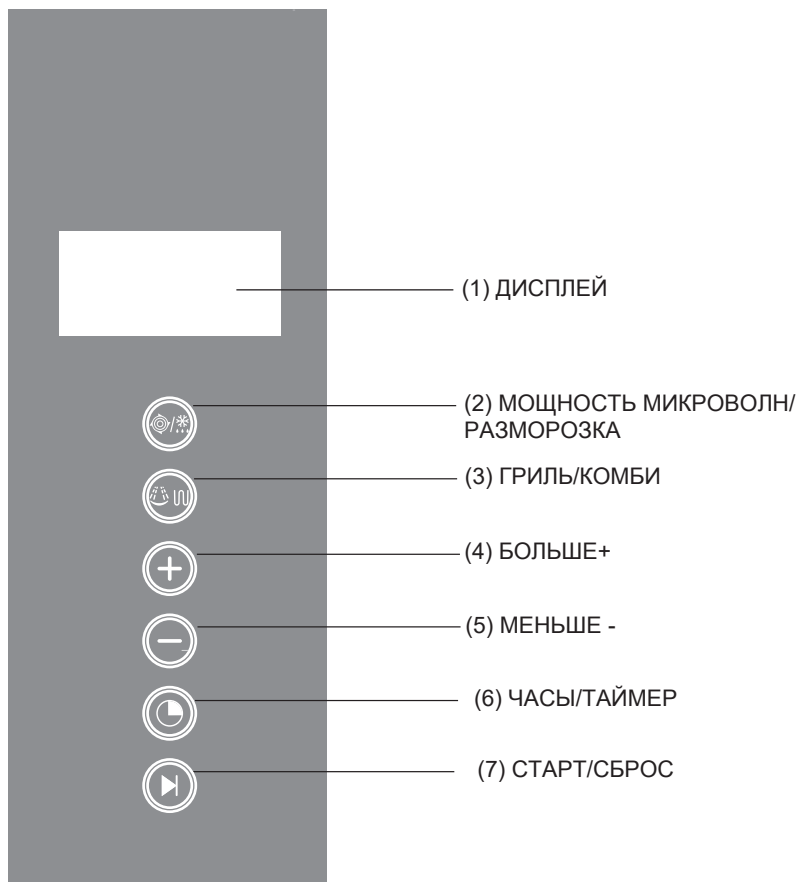 (1) ДИСПЛЕЙ
(2) МОЩНОСТЬ МИКРОВОЛН/
РАЗМОРОЗКА
(3) ГРИЛЬ/КОМБИ
(4) БОЛЬШЕ+
(5) МЕНЬШЕ -
(6) ЧАСЫ/ТАЙМЕР
(7) СТАРТ/СБРОС